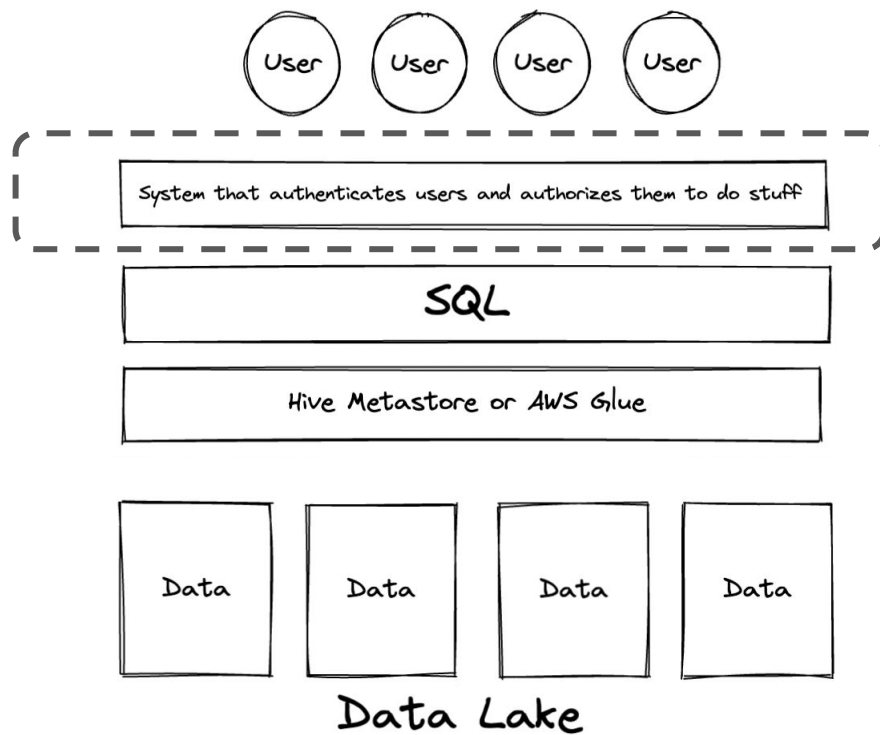 User
User
User
User
System that authenticates users and authorizes them to do stuff
SQL
Hive Metastore or AWS Glue
Data
Data
Data
Data
Data Lake